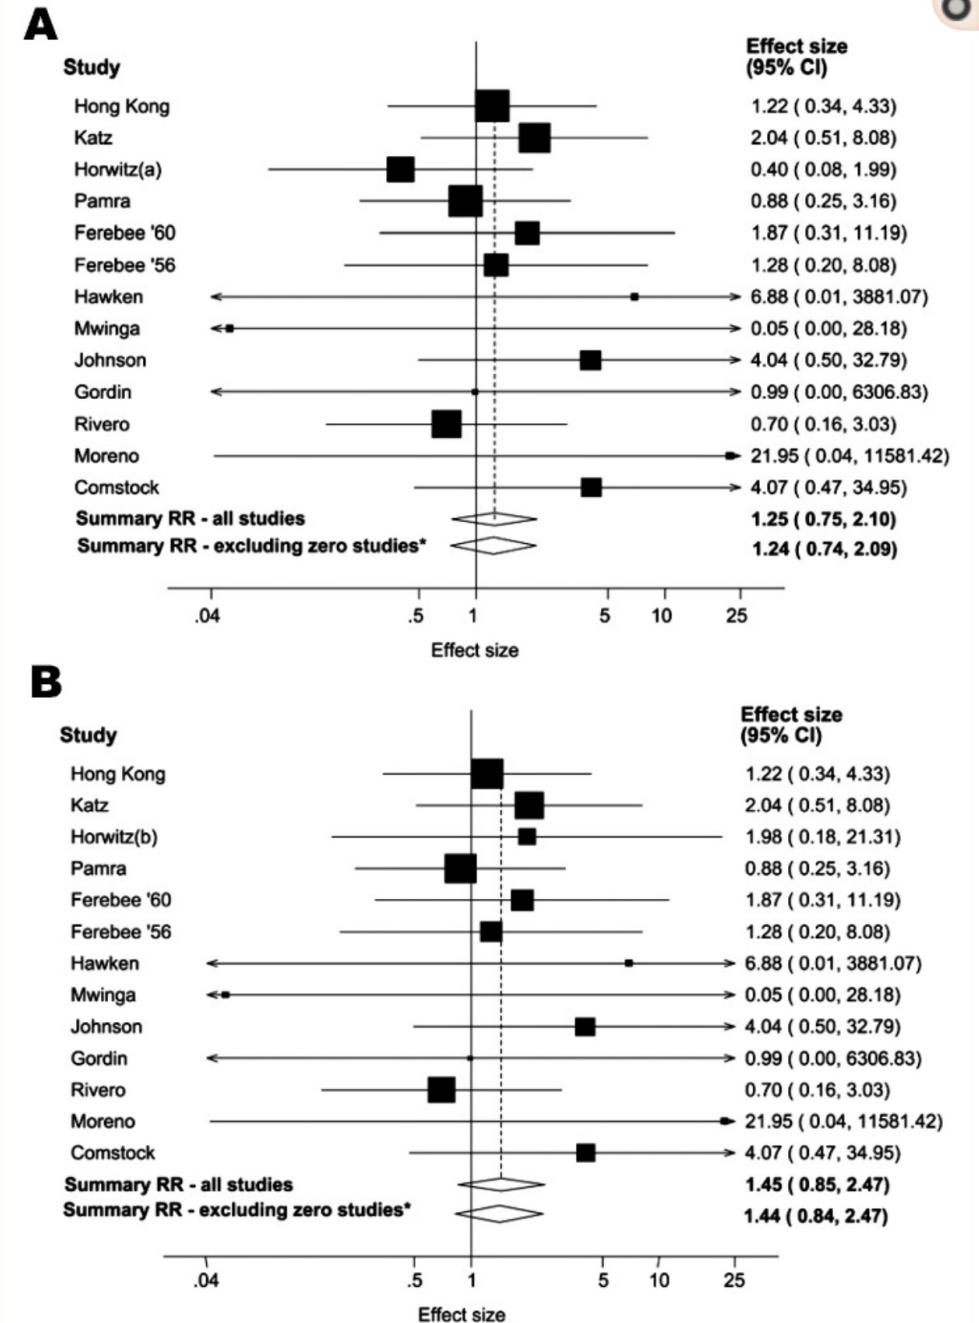 A
Study
Effect size
(95% CI)
Hong Kong 1.22 ( 0.34, 4.33)
Katz 2.04 ( 0.51, 8.08)
Horwitz(a) 0.40 ( 0.08, 1.99)
Pamra 0.88 ( 0.25, 3.16)
Ferebee '60 1.87 ( 0.31, 11.19)
Ferebee '56 1.28 ( 0.20, 8.08)
Hawken 6.88 ( 0.01, 3881.07)
Mwinga 0.05 ( 0.00, 28.18)
Johnson 4.04 ( 0.50, 32.79)
Gordin 0.99 ( 0.00, 6306.83)
Rivero 0.70 ( 0.16, 3.03)
Moreno 21.95 ( 0.04, 11581.42)
Comstock 4.07 ( 0.47, 34.95)
Summary RR - all studies 1.25 ( 0.75, 2.10)
Summary RR - excluding zero studies* 1.24 ( 0.74, 2.09)
.04 .5 1 5 10 25
Effect size
B
Study
Effect size
(95% CI)
Hong Kong 1.22 ( 0.34, 4.33)
Katz 2.04 ( 0.51, 8.08)
Horwitz(b) 1.98 ( 0.18, 21.31)
Pamra 0.88 ( 0.25, 3.16)
Ferebee '60 1.87 ( 0.31, 11.19)
Ferebee '56 1.28 ( 0.20, 8.08)
Hawken 6.88 ( 0.01, 3881.07)
Mwinga 0.05 ( 0.00, 28.18)
Johnson 4.04 ( 0.50, 32.79)
Gordin 0.99 ( 0.00, 6306.83)
Rivero 0.70 ( 0.16, 3.03)
Moreno 21.95 ( 0.04, 11581.42)
Comstock 4.07 ( 0.47, 34.95)
Summary RR - all studies 1.45 ( 0.85, 2.47)
Summary RR - excluding zero studies* 1.44 ( 0.84, 2.47)
.04 .5 1 5 10 25
Effect size